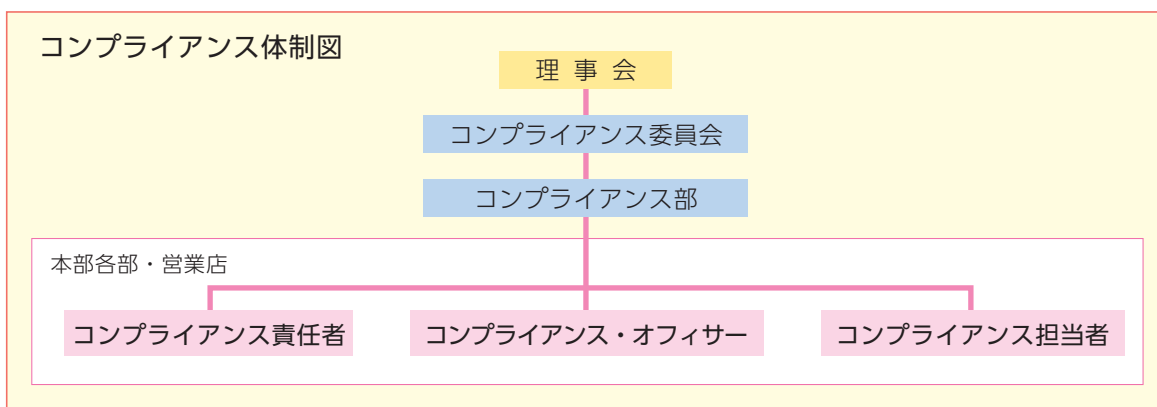 コンプライアンス体制図
理 事 会
コンプライアンス委員会
コンプライアンス部
本部各部・営業店
コンプライアンス責任者
コンプライアンス・オフィサー
コンプライアンス担当者